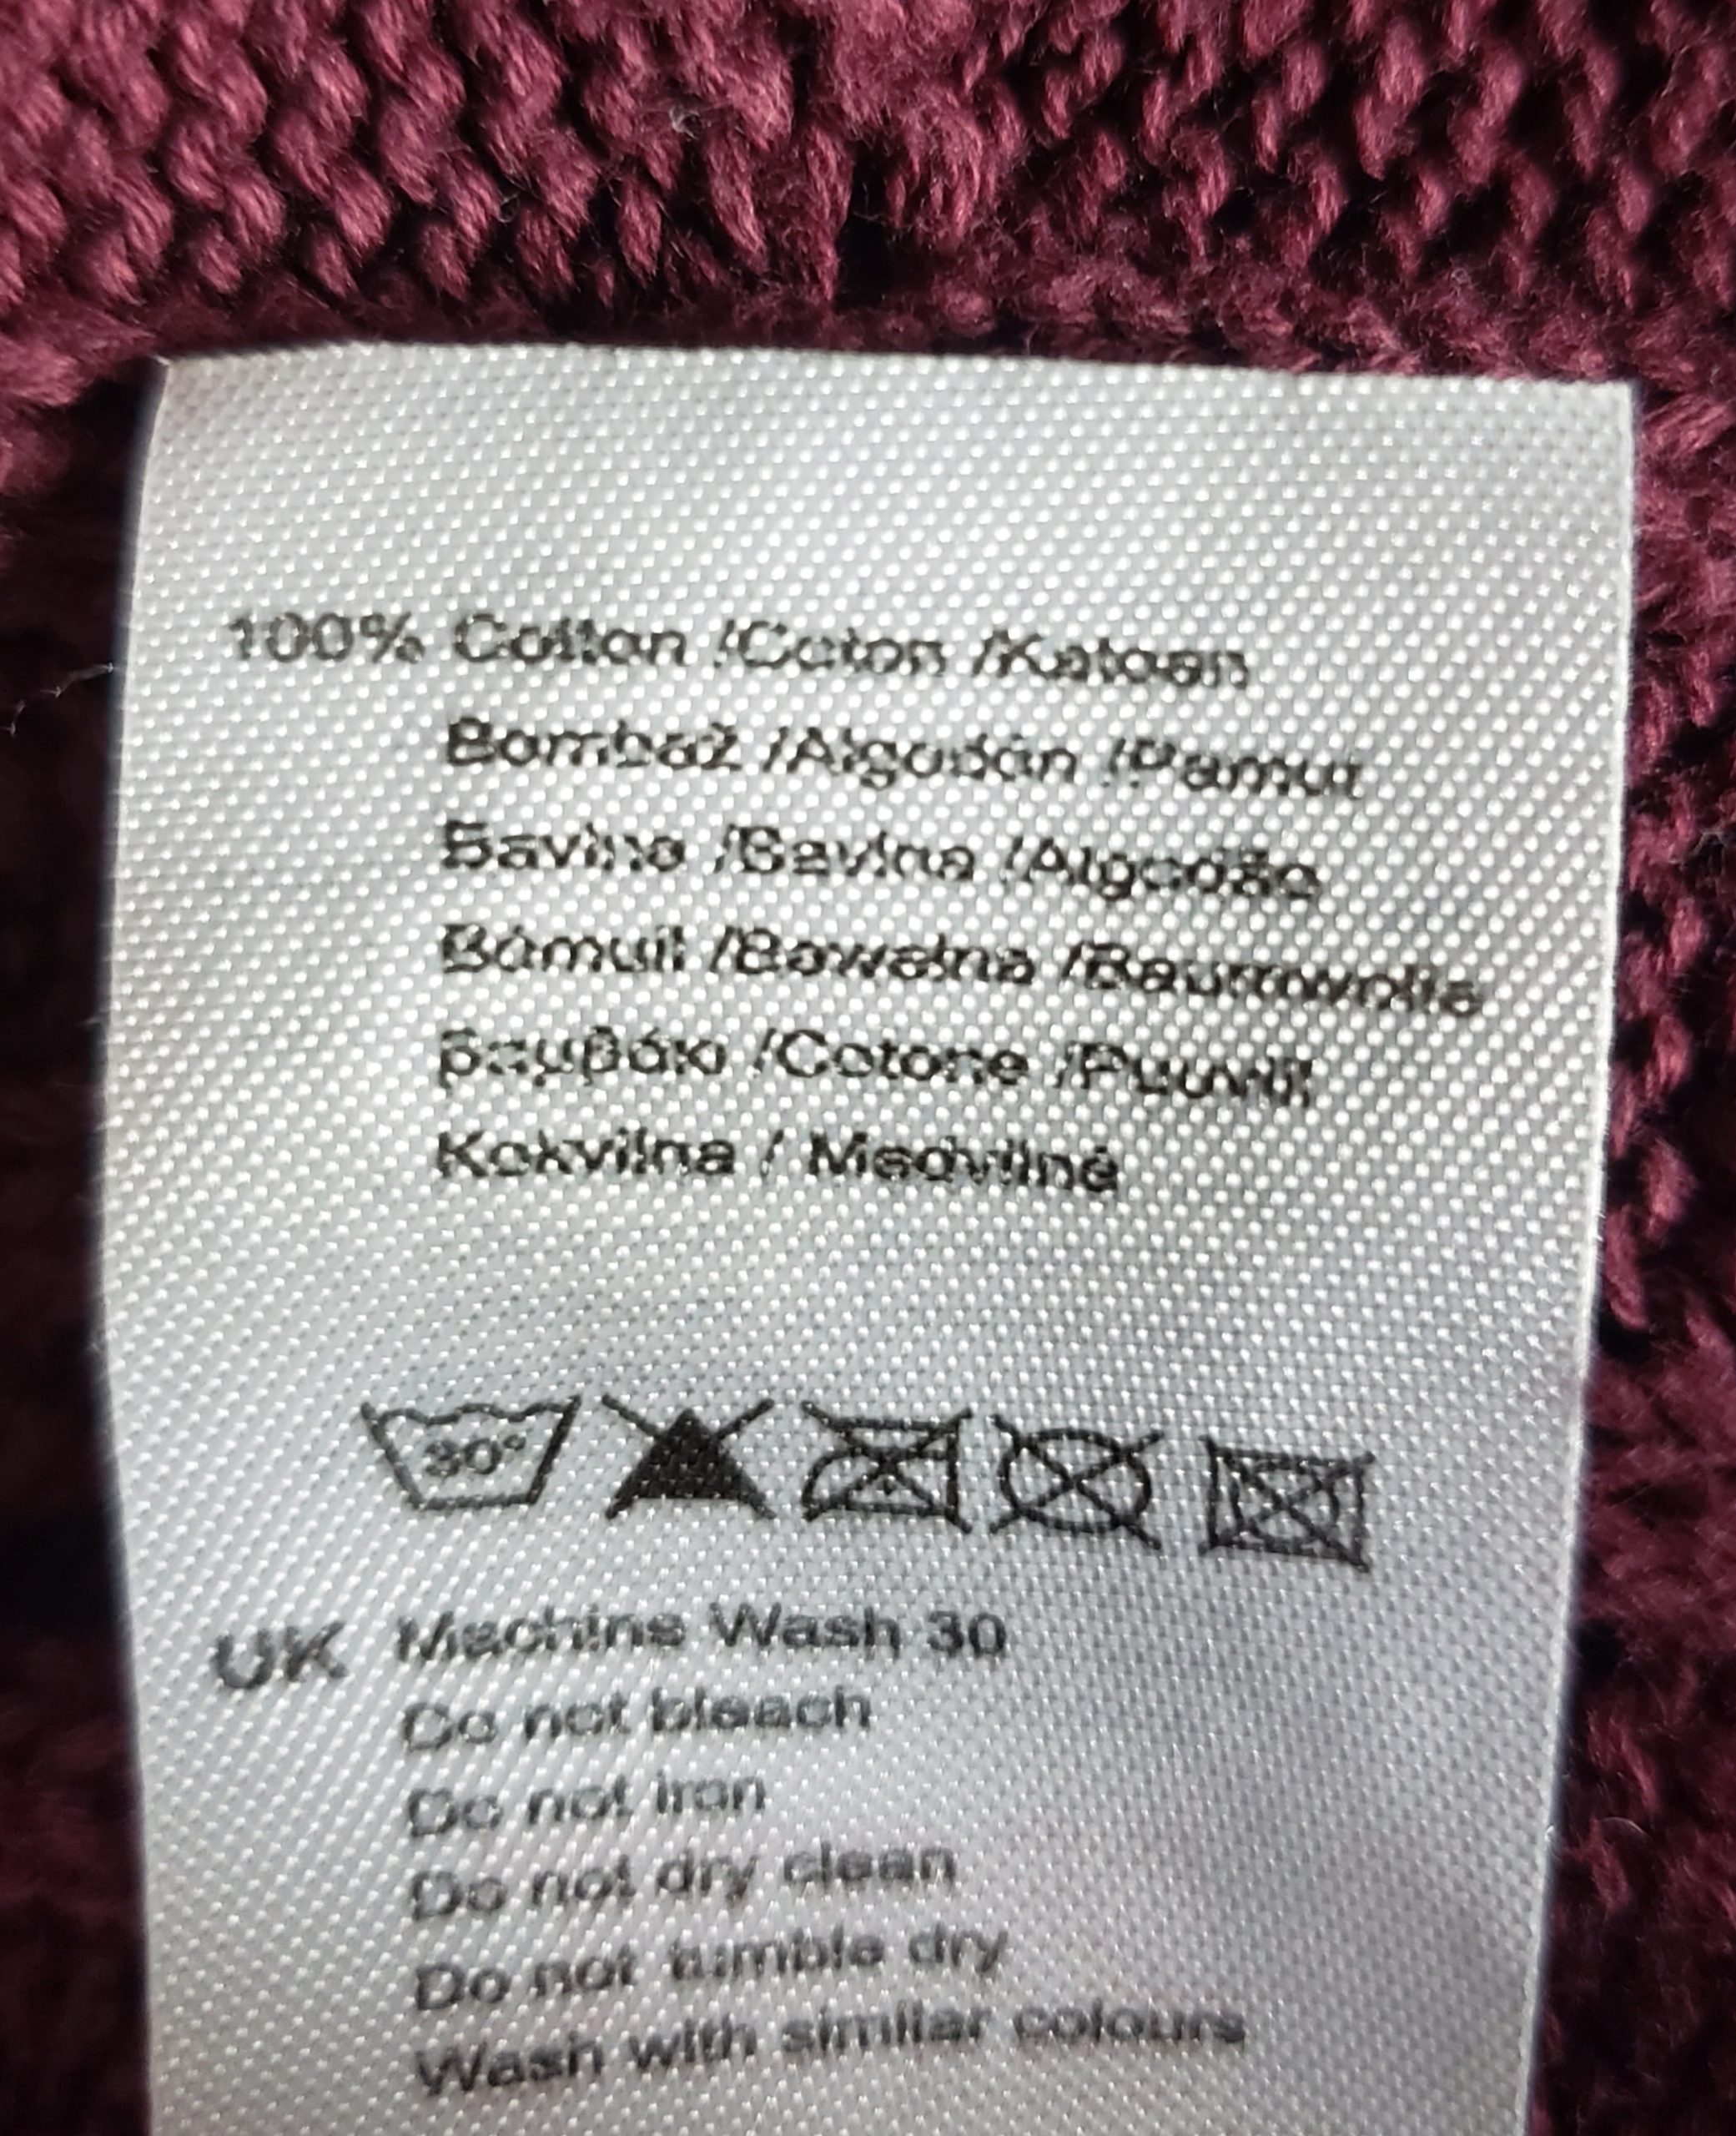 100% Cotton /Coton /Katoen
Bombaž /Algodón /Pamut
Bavlna /Bavlna /Algodão
Bómull /Bawełna /Baumwolle
βαμβάκι /Cotone /Puuvill
Kokvilna / Medvilnė
30°
UK Machine Wash 30
Do not bleach
Do not iron
Do not dry clean
Do not tumble dry
Wash with similar colours